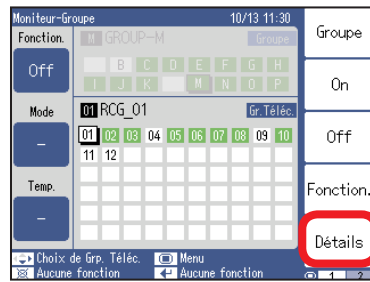 Moniteur-Groupe 10/13 11:30
Fonction.
Off
Mode
–
Temp.
–
M GROUP-M Groupe
B C D E F G H
I J K M N O P
01 RCG_01 Gr.Téléc.
01 02 03 04 05 06 07 08 09 10
11 12
Choix de Grp. Téléc. Menu
Aucune fonction Aucune fonction
Groupe
On
Off
Fonction.
Détails
1 2